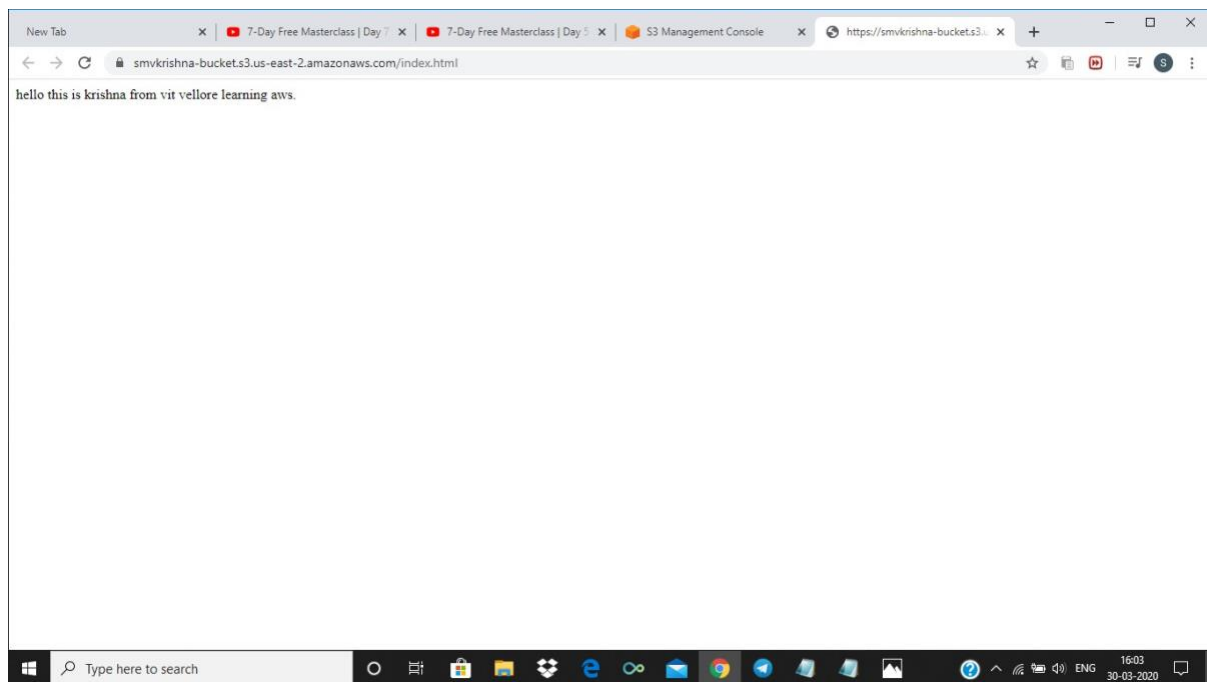 New Tab
7-Day Free Masterclass | Day 7
7-Day Free Masterclass | Day 5
S3 Management Console
https://smvkrishna-bucket.s3.u
smvkrishna-bucket.s3.us-east-2.amazonaws.com/index.html
S
hello this is krishna from vit vellore learning aws.
Type here to search
ENG
16:03
30-03-2020